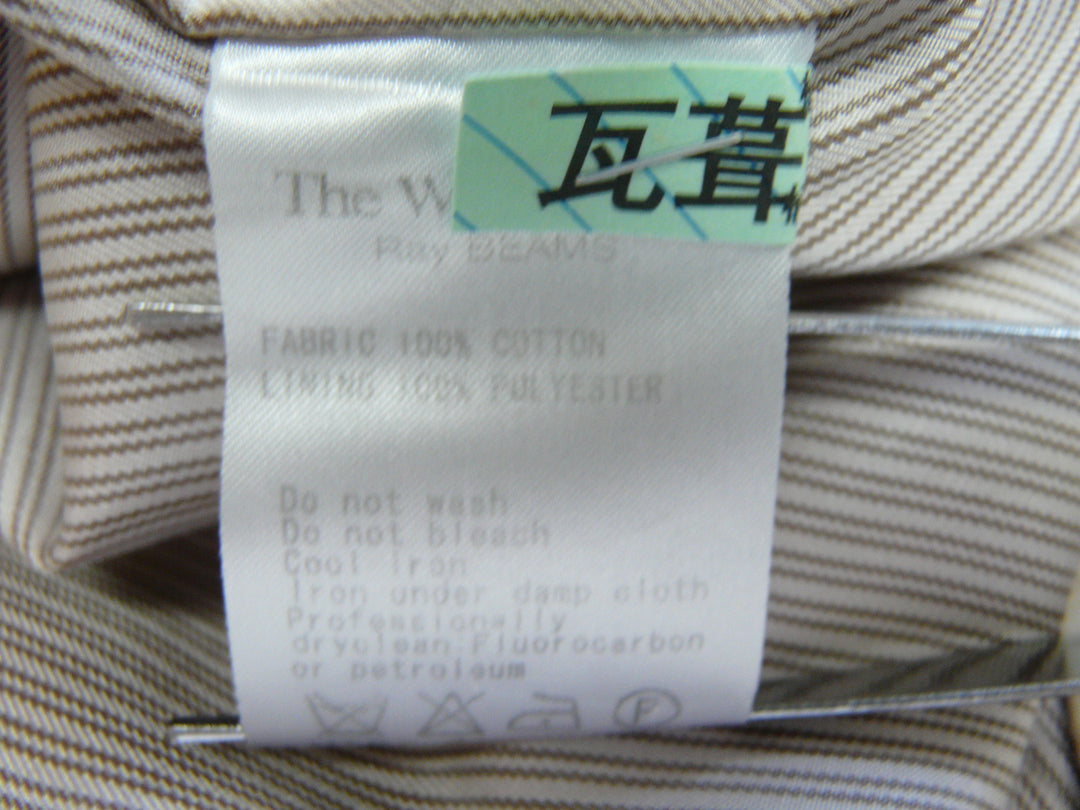 瓦葺
The W
Ray BEAMS
FABRIC 100% COTTON
LINING 100% POLYESTER
Do not wash
Do not bleach
Cool iron
Iron under damp cloth
Professionally
dryclean.Fluorocarbon
or petroleum
F